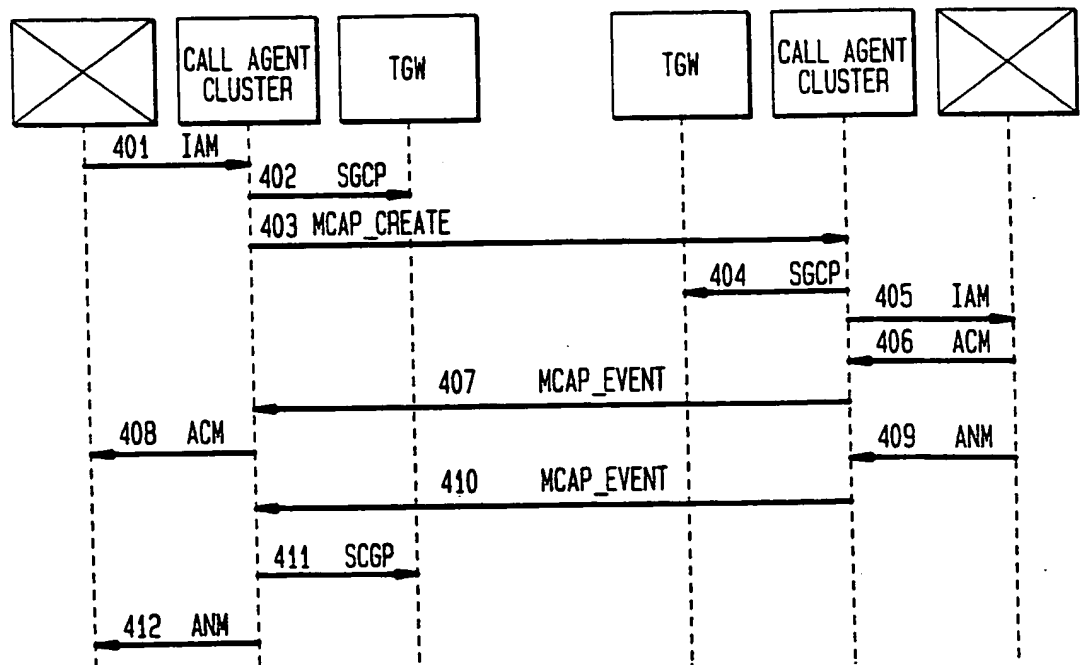 CALL AGENT
CLUSTER
TGW
TGW
CALL AGENT
CLUSTER
401 IAM
402 SGCP
403 MCAP_CREATE
404 SGCP
405 IAM
406 ACM
407 MCAP_EVENT
408 ACM
409 ANM
410 MCAP_EVENT
411 SCGP
412 ANM